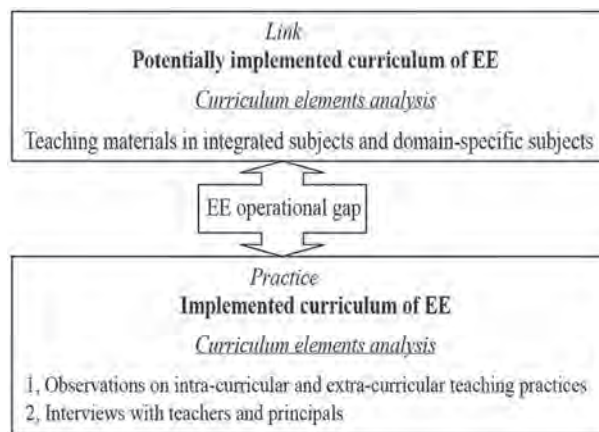 Link
Potentially implemented curriculum of EE
Curriculum elements analysis
Teaching materials in integrated subjects and domain-specific subjects
EE operational gap
Practice
Implemented curriculum of EE
Curriculum elements analysis
1, Observations on intra-curricular and extra-curricular teaching practices
2, Interviews with teachers and principals